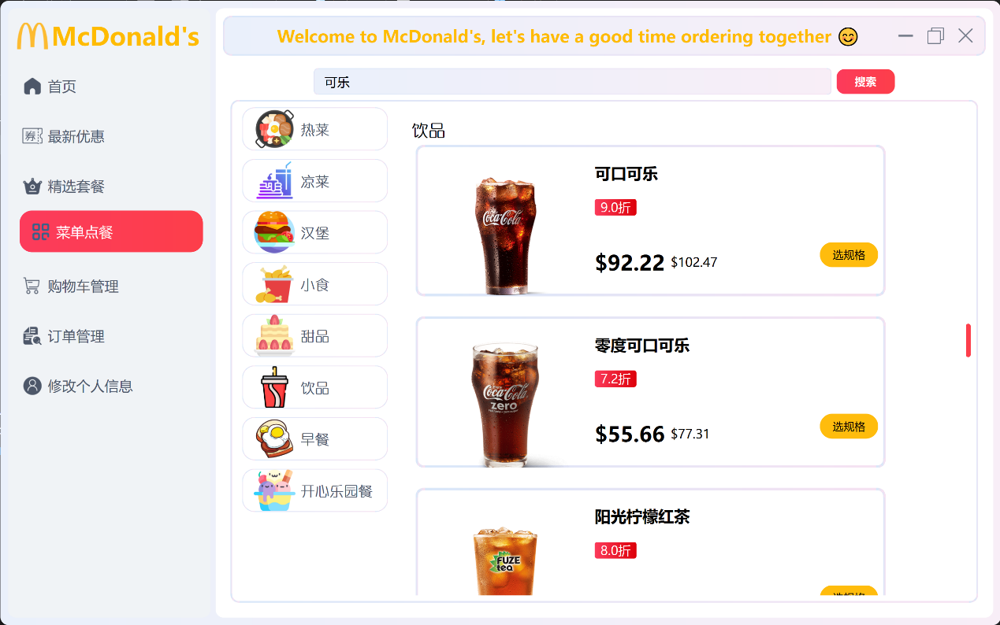 McDonald's
Welcome to McDonald's, let's have a good time ordering together 😊
首页
券 最新优惠
精选套餐
菜单点餐
购物车管理
订单管理
修改个人信息
可乐
搜索
热菜
凉菜
汉堡
小食
甜品
饮品
早餐
开心乐园餐
饮品
Coca-Cola
可口可乐
9.0折
$92.22 $102.47
选规格
Coca-Cola
zero
零度可口可乐
7.2折
$55.66 $77.31
选规格
FUZE
tea
阳光柠檬红茶
8.0折
选规格